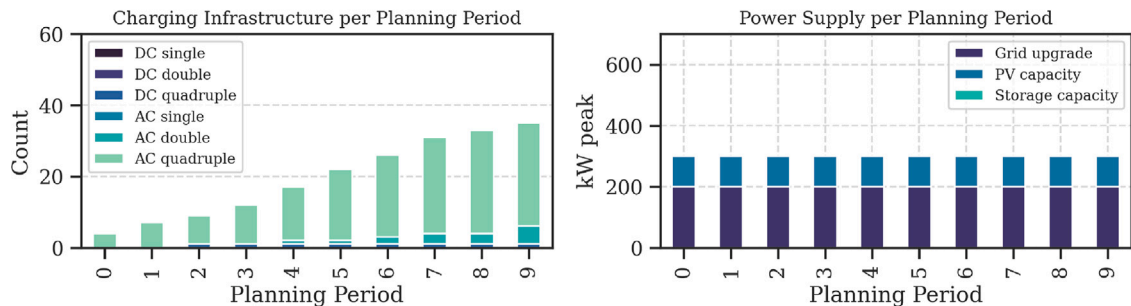 Charging Infrastructure per Planning Period
60
40
20
0
Count
DC single
DC double
DC quadruple
AC single
AC double
AC quadruple
0 1 2 3 4 5 6 7 8 9
Planning Period
Power Supply per Planning Period
600
400
200
0
kW peak
Grid upgrade
PV capacity
Storage capacity
0 1 2 3 4 5 6 7 8 9
Planning Period